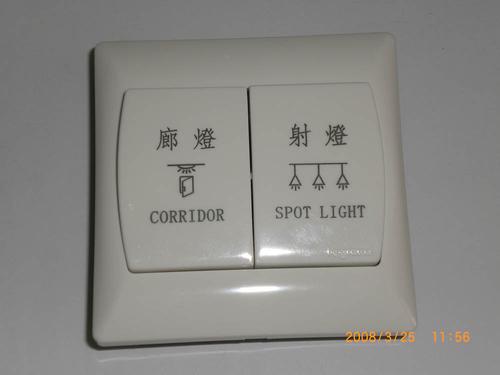 廊燈
CORRIDOR
射燈
SPOT LIGHT
2008/3/25 11:56